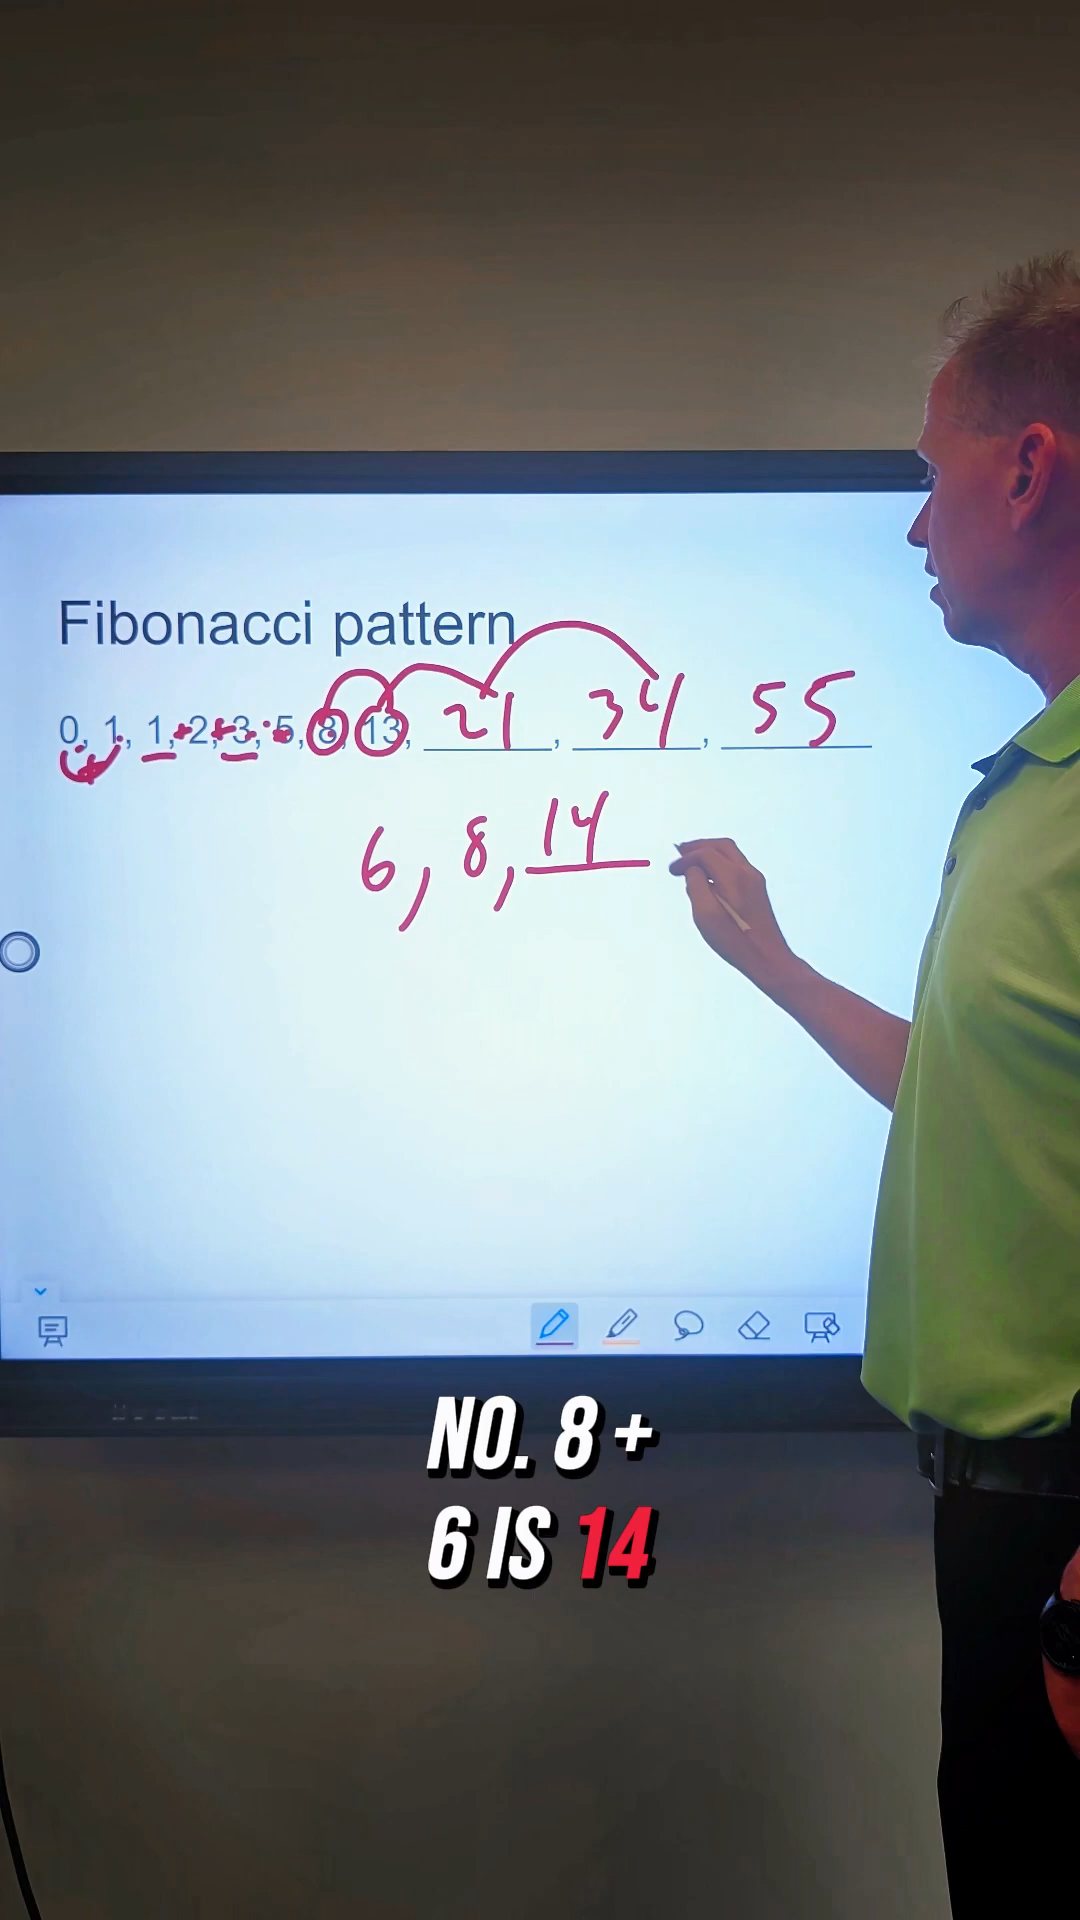 Fibonacci pattern
0, 1, 1, 2, 3, 5, 8, 13, 21, 34, 55
6, 8, 14
NO. 8 +
6 IS 14